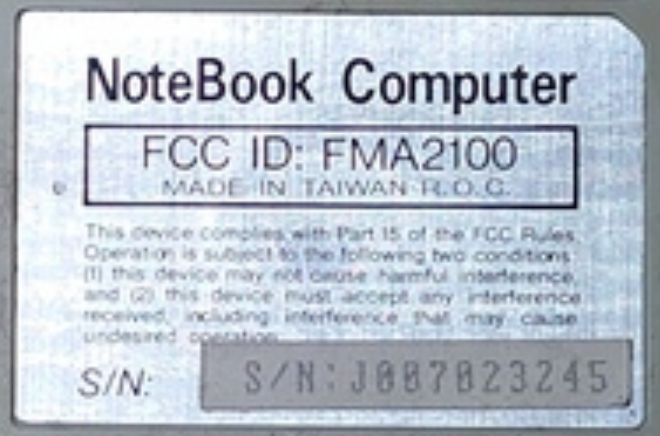 NoteBook Computer
FCC ID: FMA2100
MADE IN TAIWAN R.O.C.
This device complies with Part 15 of the FCC Rules
Operation is subject to the following two conditions:
(1) this device may not cause harmful interference,
and (2) this device must accept any interference
received, including interference that may cause
undesired operation.
S/N: S/N:J007023245